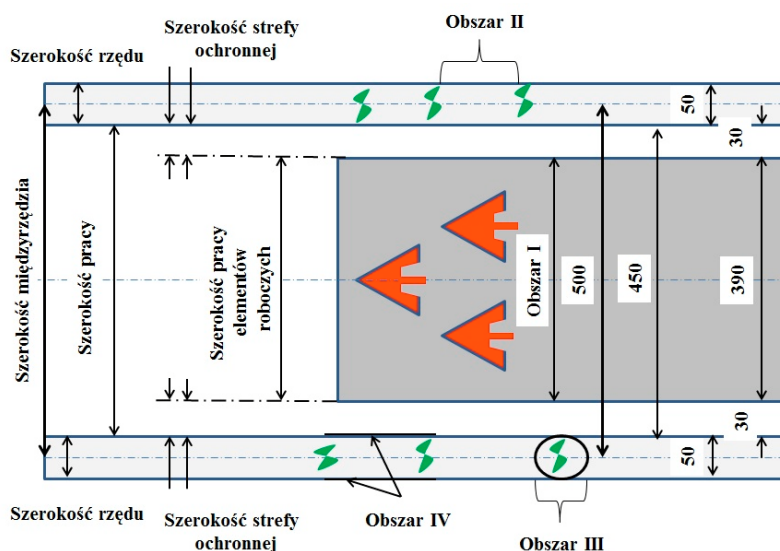 Szerokość rzędu
Szerokość strefy
ochronnej
Obszar II
50
30
Szerokość międzyrzędzia
Szerokość pracy
Szerokość pracy
elementów
roboczych
Obszar I
500
450
390
30
50
Szerokość rzędu
Szerokość strefy
ochronnej
Obszar IV
Obszar III